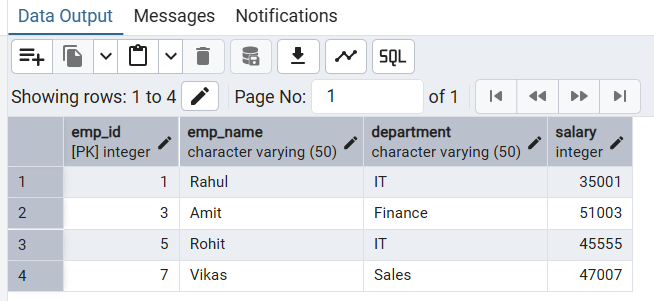 Data Output Messages Notifications
SQL
Showing rows: 1 to 4 Page No: 1 of 1
emp_id emp_name department salary
[PK] integer character varying (50) character varying (50) integer
1 1 Rahul IT 35001
2 3 Amit Finance 51003
3 5 Rohit IT 45555
4 7 Vikas Sales 47007